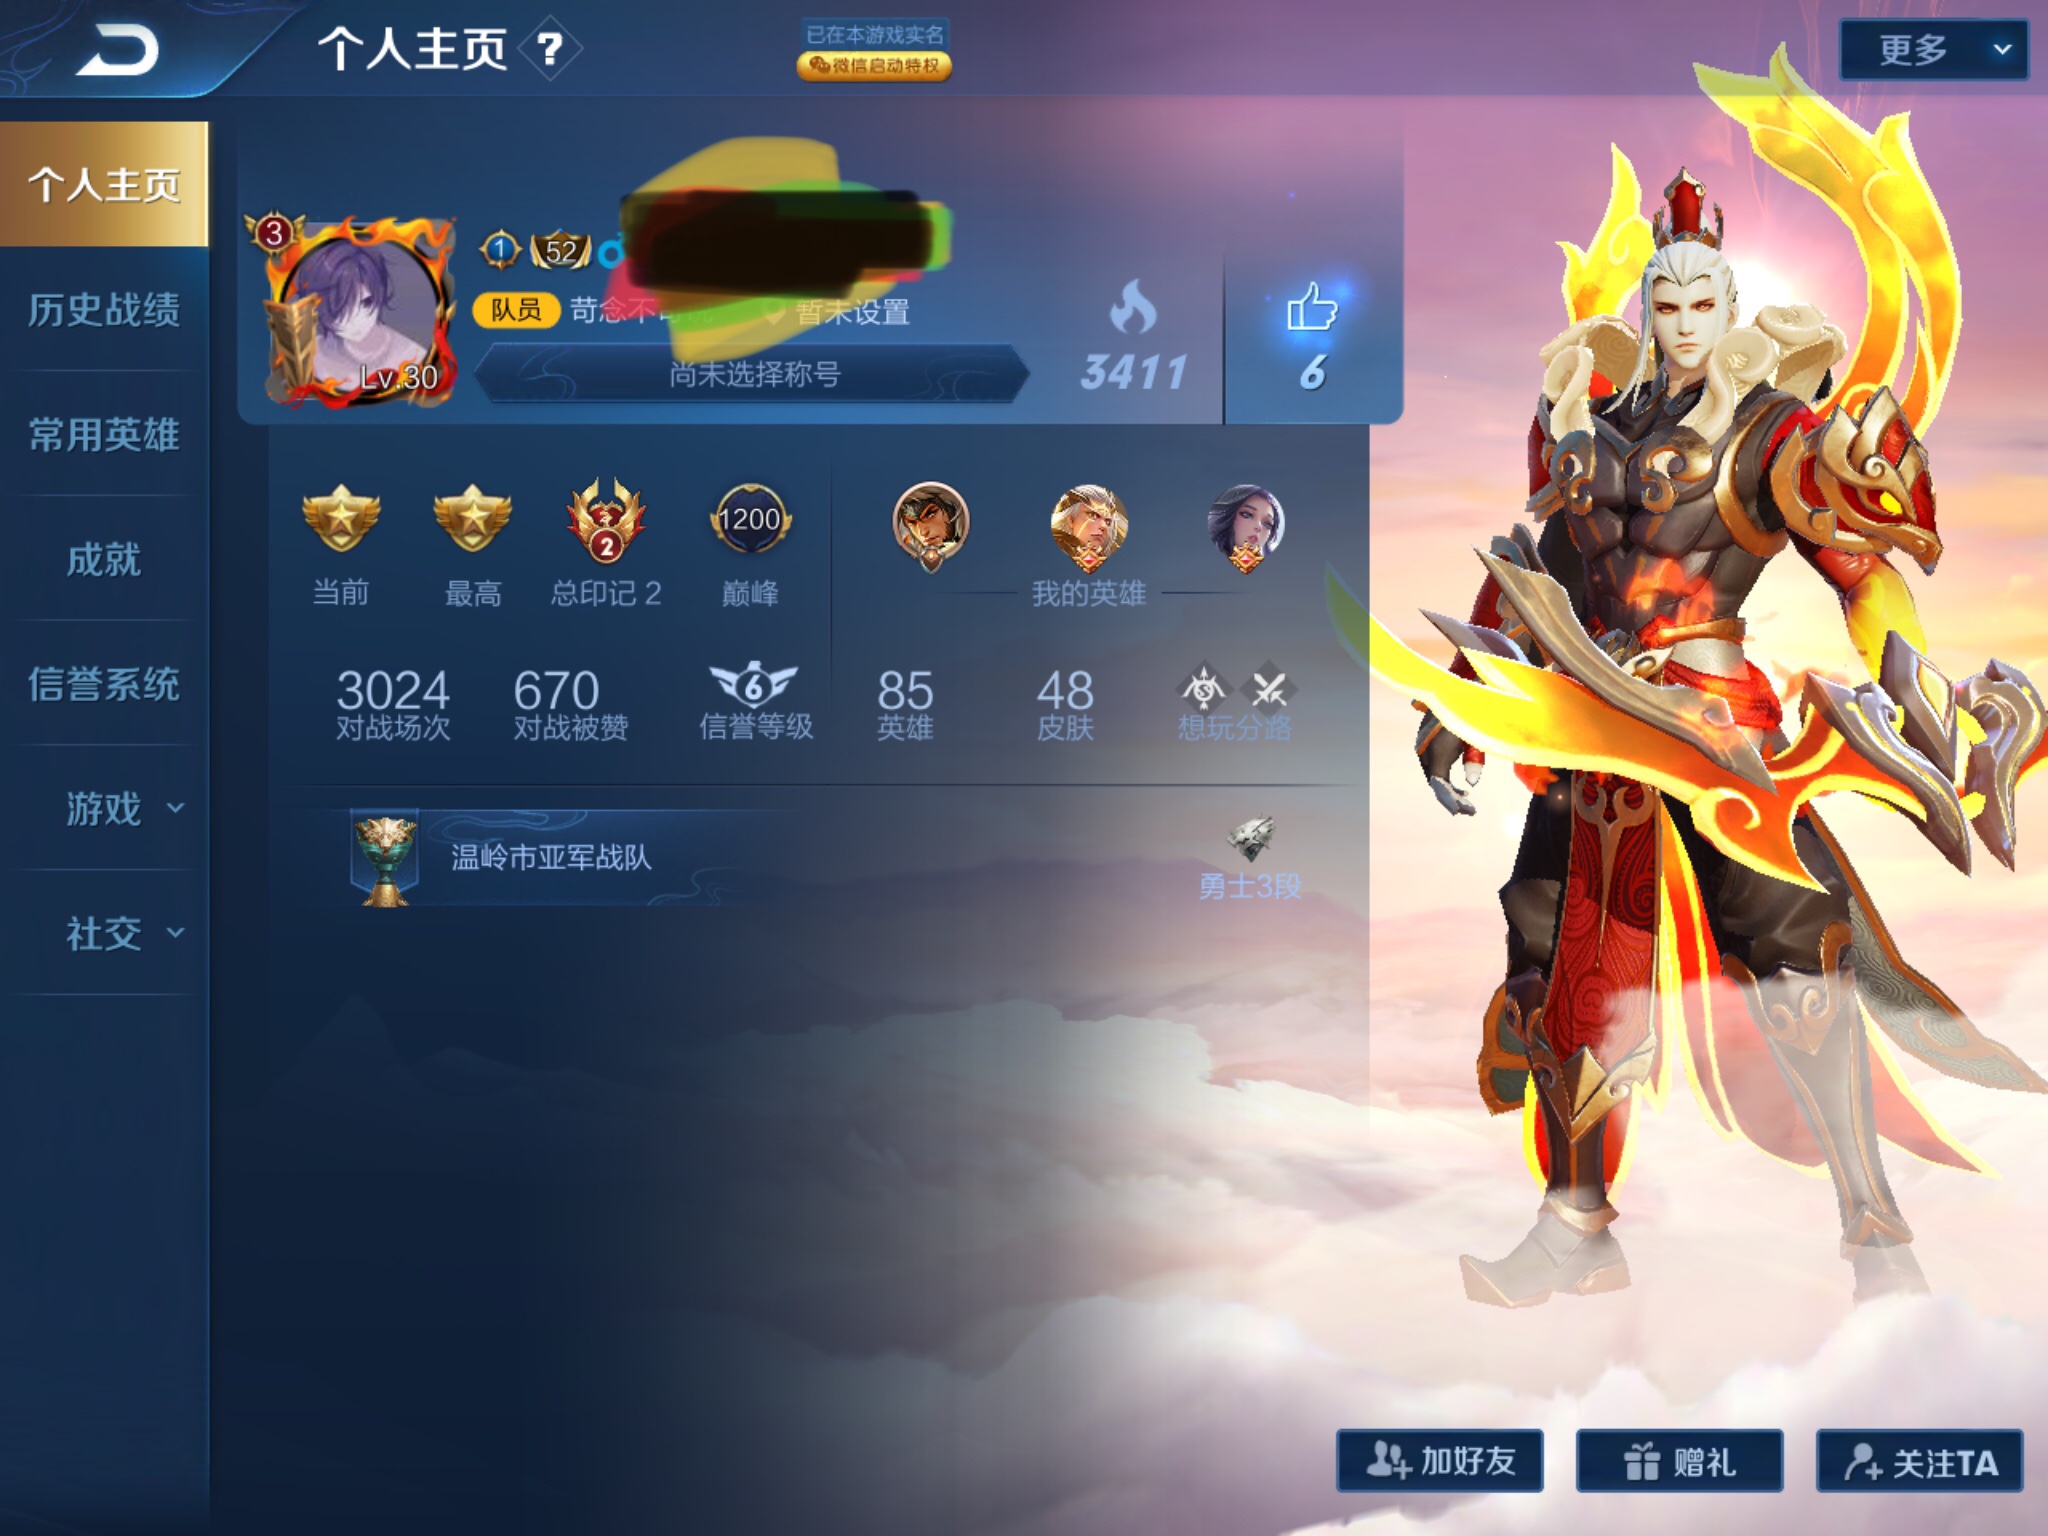 个人主页 ?
已在本游戏实名
微信启动特权
更多
个人主页
历史战绩
常用英雄
成就
信誉系统
游戏
社交
3
1 52
队员 苛念不可说 暂未设置
Lv.30
尚未选择称号
3411
6
2
1200
当前 最高 总印记 2 巅峰
我的英雄
3024 670 6 85 48
对战场次 对战被赞 信誉等级 英雄 皮肤 想玩分路
温岭市亚军战队
勇士3段
加好友 赠礼 关注TA